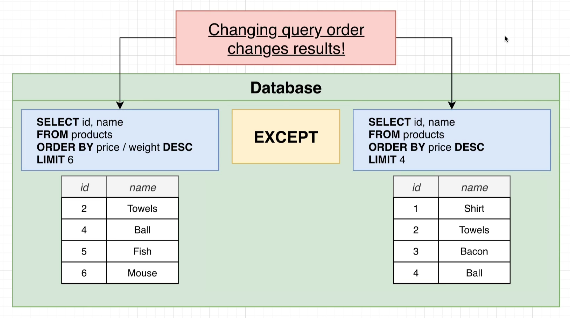 Changing query order
changes results!
Database
SELECT id, name
FROM products
ORDER BY price / weight DESC
LIMIT 6
EXCEPT
SELECT id, name
FROM products
ORDER BY price DESC
LIMIT 4
id name
2 Towels
4 Ball
5 Fish
6 Mouse
id name
1 Shirt
2 Towels
3 Bacon
4 Ball